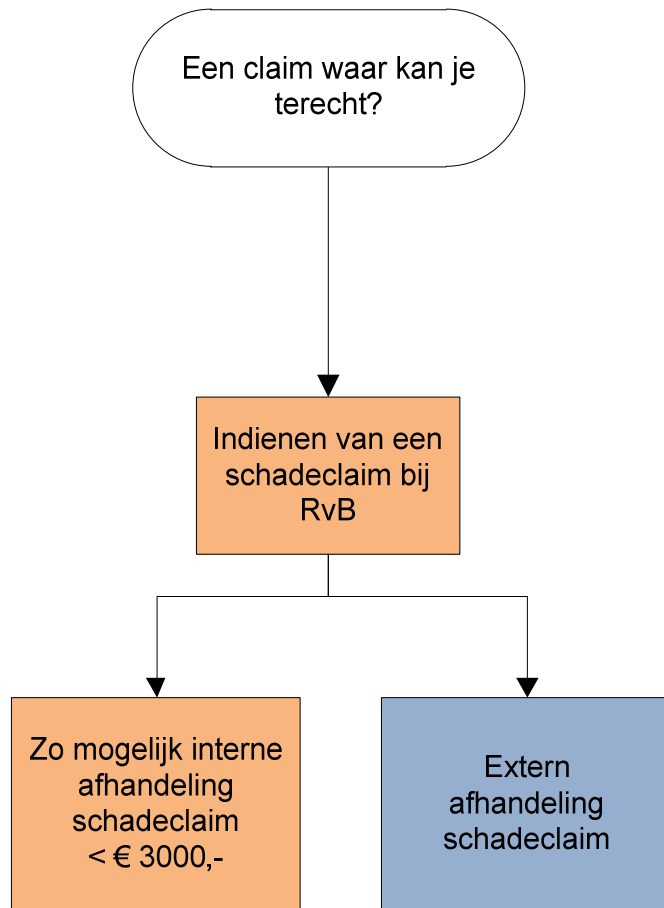 Een claim waar kan je
terecht?
Indienen van een
schadeclaim bij
RvB
Zo mogelijk interne
afhandeling
schadeclaim
< € 3000,-
Extern
afhandeling
schadeclaim